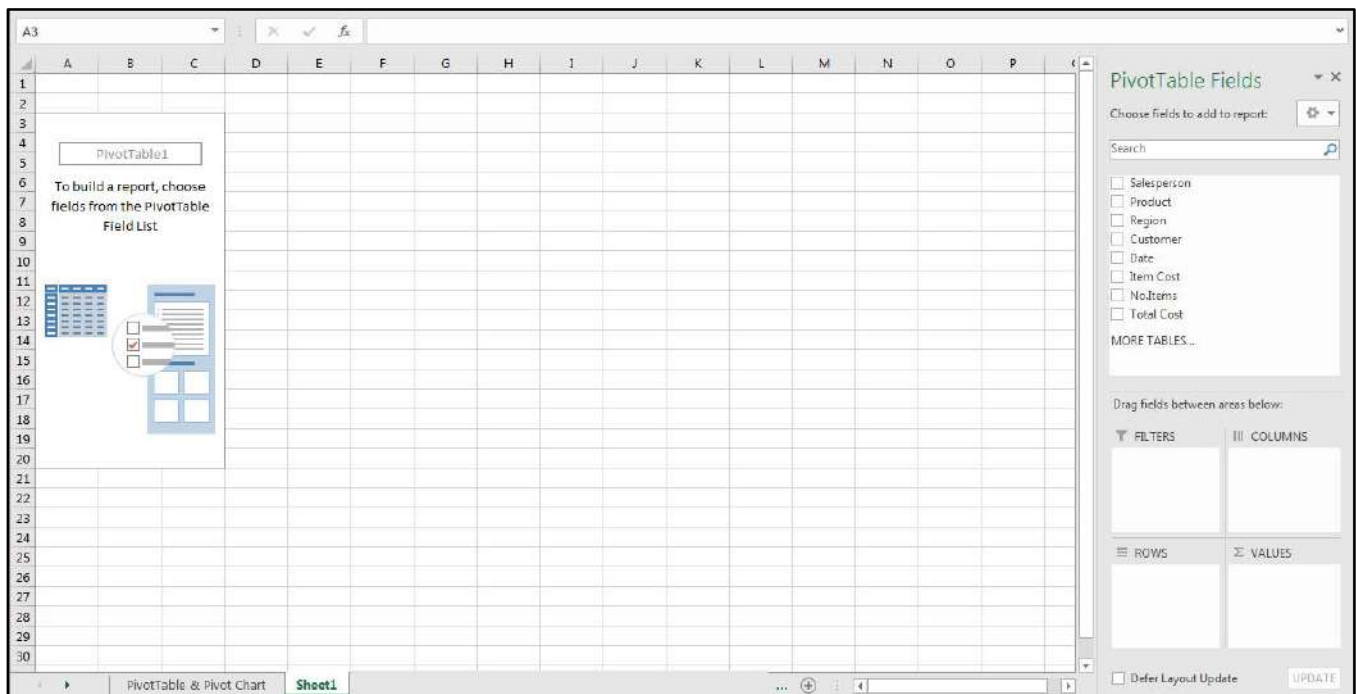 A3
fx
A B C D E F G H I J K L M N O P
1
2
3
4
5
6
7
8
9
10
11
12
13
14
15
16
17
18
19
20
21
22
23
24
25
26
27
28
29
30
PivotTable1
To build a report, choose
fields from the PivotTable
Field List
PivotTable & Pivot Chart Sheet1 ...
PivotTable Fields
Choose fields to add to report:
Search
Salesperson
Product
Region
Customer
Date
Item Cost
No.Items
Total Cost
MORE TABLES...
Drag fields between areas below:
FILTERS COLUMNS
ROWS Σ VALUES
Defer Layout Update UPDATE